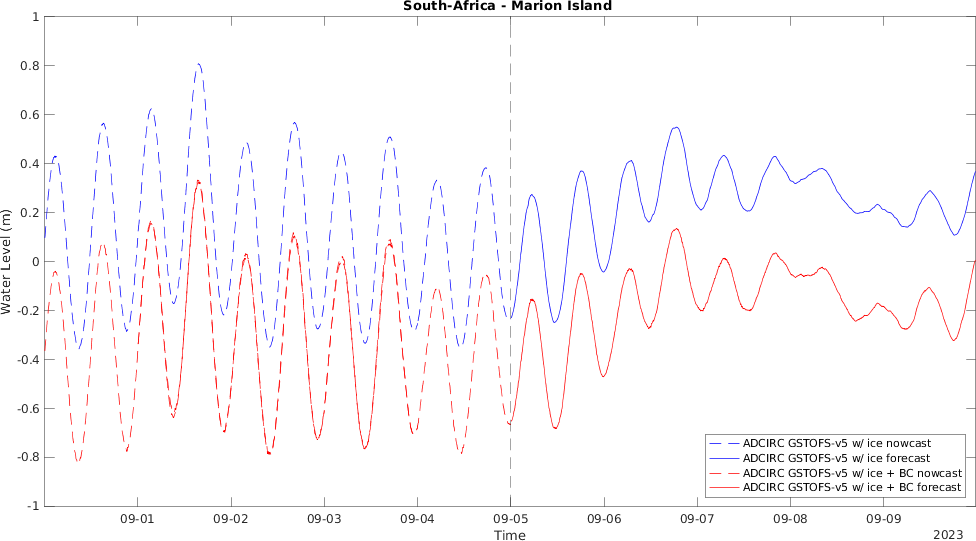 South-Africa - Marion Island
1
0.8
0.6
0.4
0.2
0
-0.2
-0.4
-0.6
-0.8
-1
Water Level (m)
ADCIRC GSTOFS-v5 w/ ice nowcast
ADCIRC GSTOFS-v5 w/ ice forecast
ADCIRC GSTOFS-v5 w/ ice + BC nowcast
ADCIRC GSTOFS-v5 w/ ice + BC forecast
09-01 09-02 09-03 09-04 09-05 09-06 09-07 09-08 09-09
Time
2023